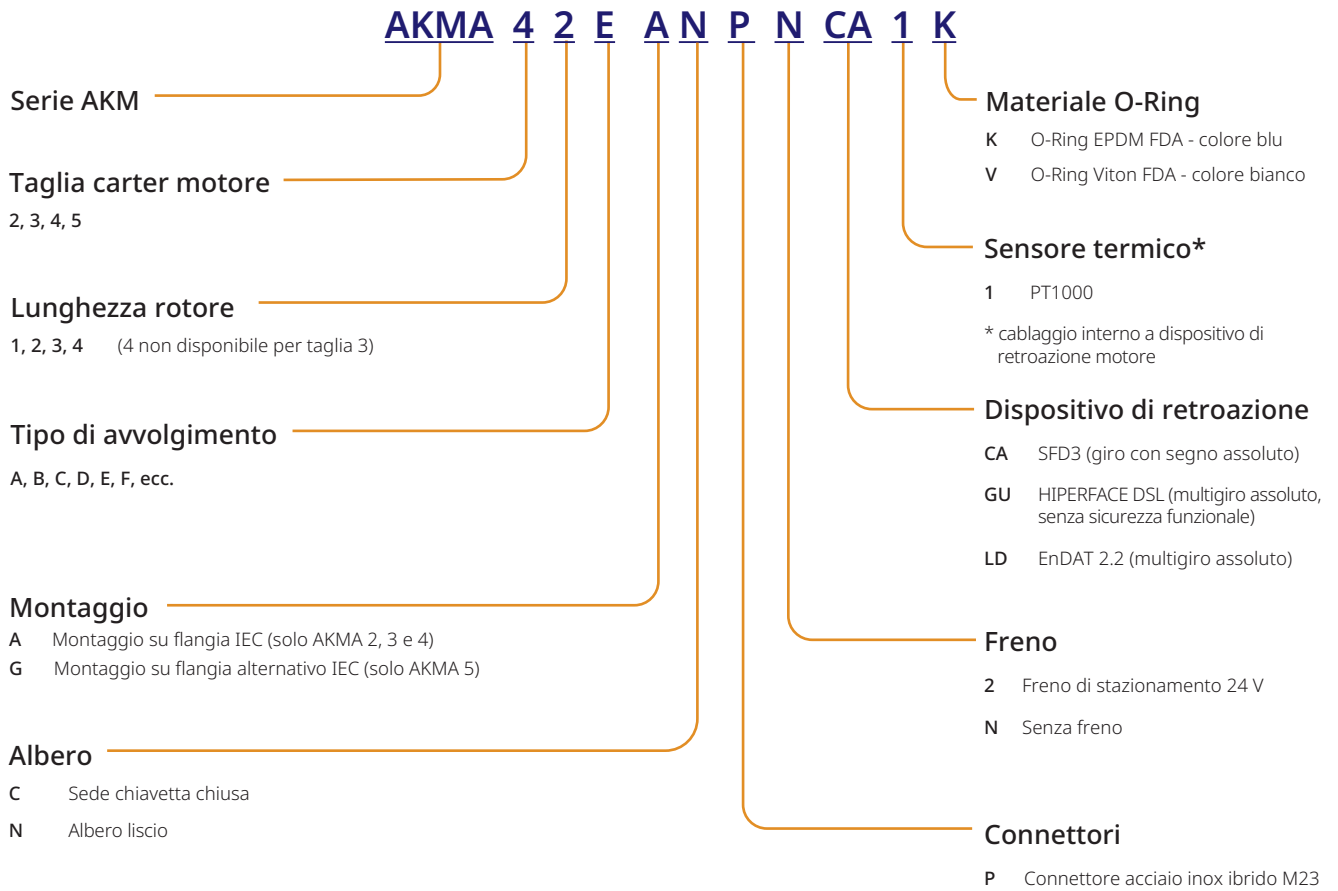 AKMA 4 2 E A N P N CA 1 K
Serie AKM
Taglia carter motore
2, 3, 4, 5
Lunghezza rotore
1, 2, 3, 4 (4 non disponibile per taglia 3)
Tipo di avvolgimento
A, B, C, D, E, F, ecc.
Montaggio
A Montaggio su flangia IEC (solo AKMA 2, 3 e 4)
G Montaggio su flangia alternativo IEC (solo AKMA 5)
Albero
C Sede chiavetta chiusa
N Albero liscio
Materiale O-Ring
K O-Ring EPDM FDA - colore blu
V O-Ring Viton FDA - colore bianco
Sensore termico*
1 PT1000
* cablaggio interno a dispositivo di
retroazione motore
Dispositivo di retroazione
CA SFD3 (giro con segno assoluto)
GU HIPERFACE DSL (multigiro assoluto,
senza sicurezza funzionale)
LD EnDAT 2.2 (multigiro assoluto)
Freno
2 Freno di stazionamento 24 V
N Senza freno
Connettori
P Connettore acciaio inox ibrido M23